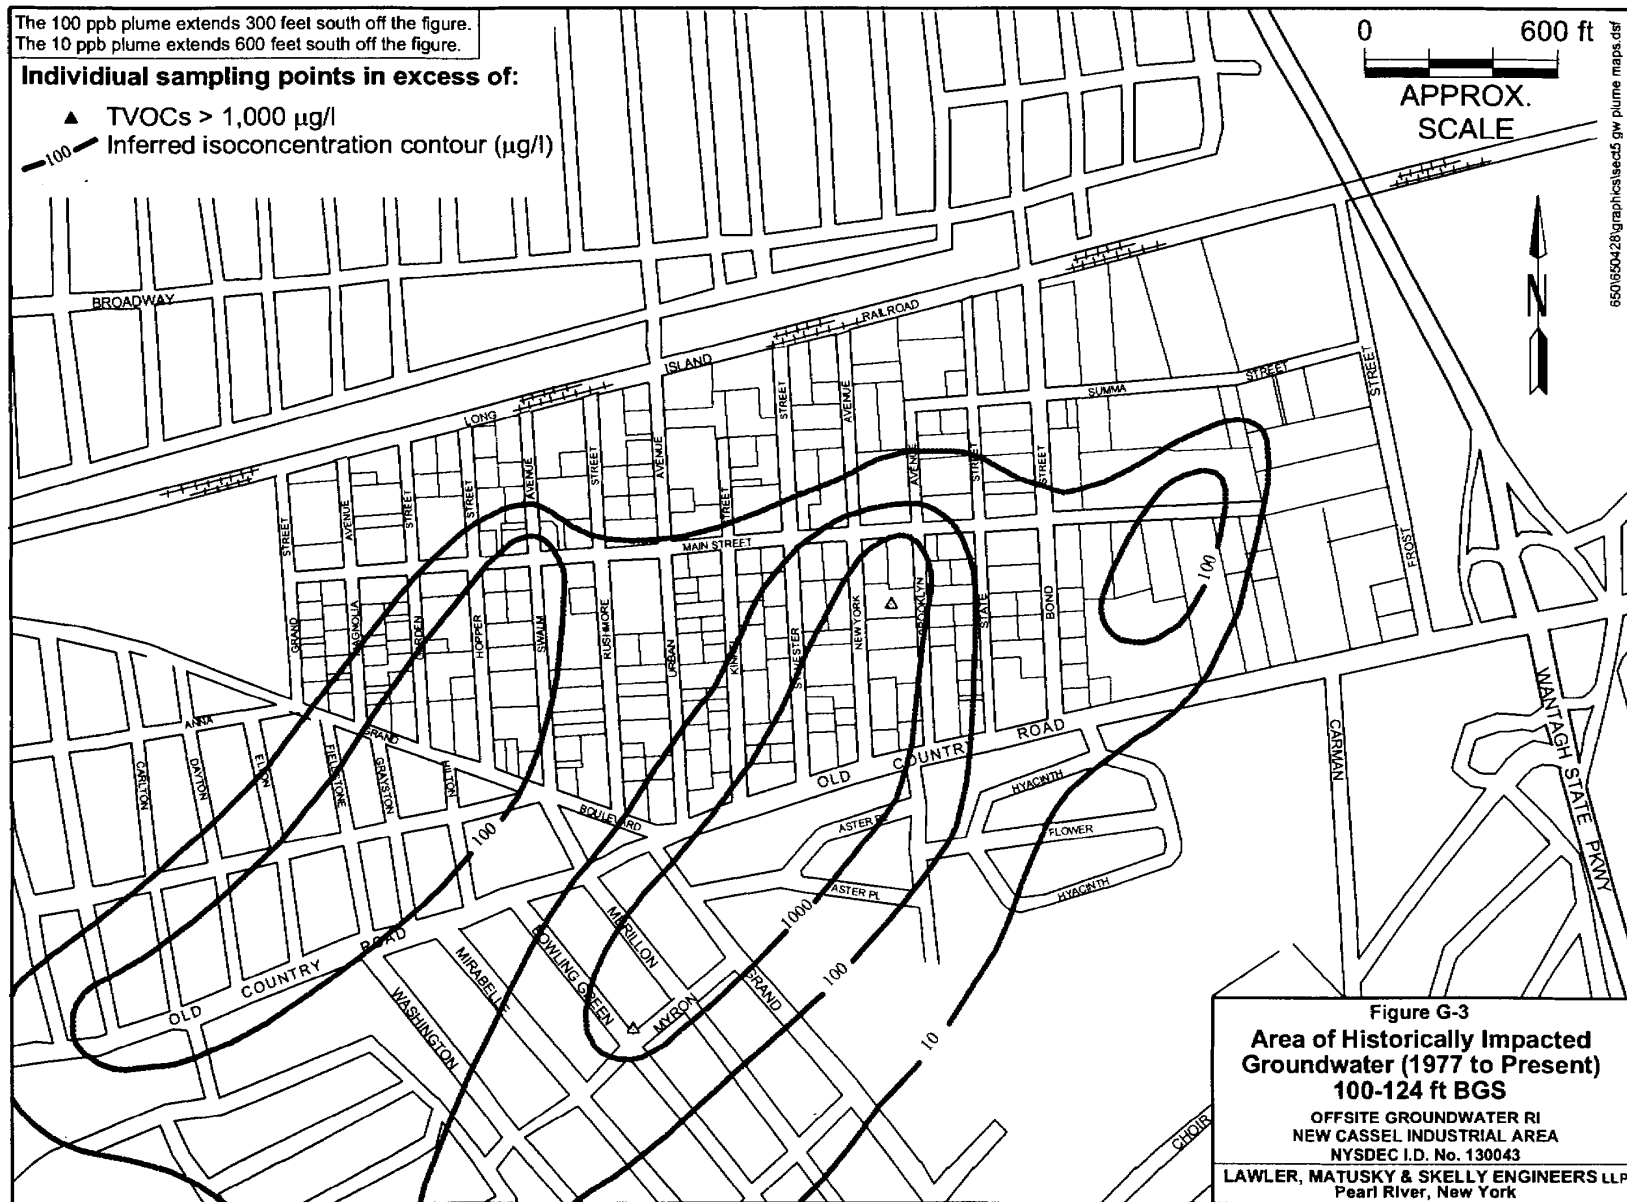 The 100 ppb plume extends 300 feet south off the figure.
The 10 ppb plume extends 600 feet south off the figure.
Individiual sampling points in excess of:
TVOCs > 1,000 µg/l
100 Inferred isoconcentration contour (µg/l)
0 600 ft
APPROX.
SCALE
650\650428\graphics\sect5 gw plume maps.dsf
N
BROADWAY
LONG
ISLAND
RAILROAD
SUMMA
STREET
STREET
FROST
STREET
AVENUE
STREET
STREET
AVENUE
STREET
AVENUE
STREET
STREET
AVENUE
AVENUE
STREET
STREET
MAIN STREET
GRAND
MAGNOLIA
GARDEN
HOPPER
SWALM
RUSHMORE
URBAN
SYLVESTER
NEW YORK
BROOKLYN
STATE
BOND
100
ANNA
GRAND
BOULEVARD
CARLTON
DAYTON
ELTON
FIELDSTONE
GRAYSTON
HILTON
OLD COUNTRY ROAD
HYACINTH
ASTER PL
FLOWER
HYACINTH
ASTER PL
CARMAN
WANTAGH STATE PKWY
100
1000
100
10
OLD COUNTRY ROAD
WASHINGTON
MIRABELLE
BOWLING GREEN
MERILLON
MYRON
GRAND
CHOIR
Figure G-3
Area of Historically Impacted
Groundwater (1977 to Present)
100-124 ft BGS
OFFSITE GROUNDWATER RI
NEW CASSEL INDUSTRIAL AREA
NYSDEC I.D. No. 130043
LAWLER, MATUSKY & SKELLY ENGINEERS LLP
Pearl River, New York